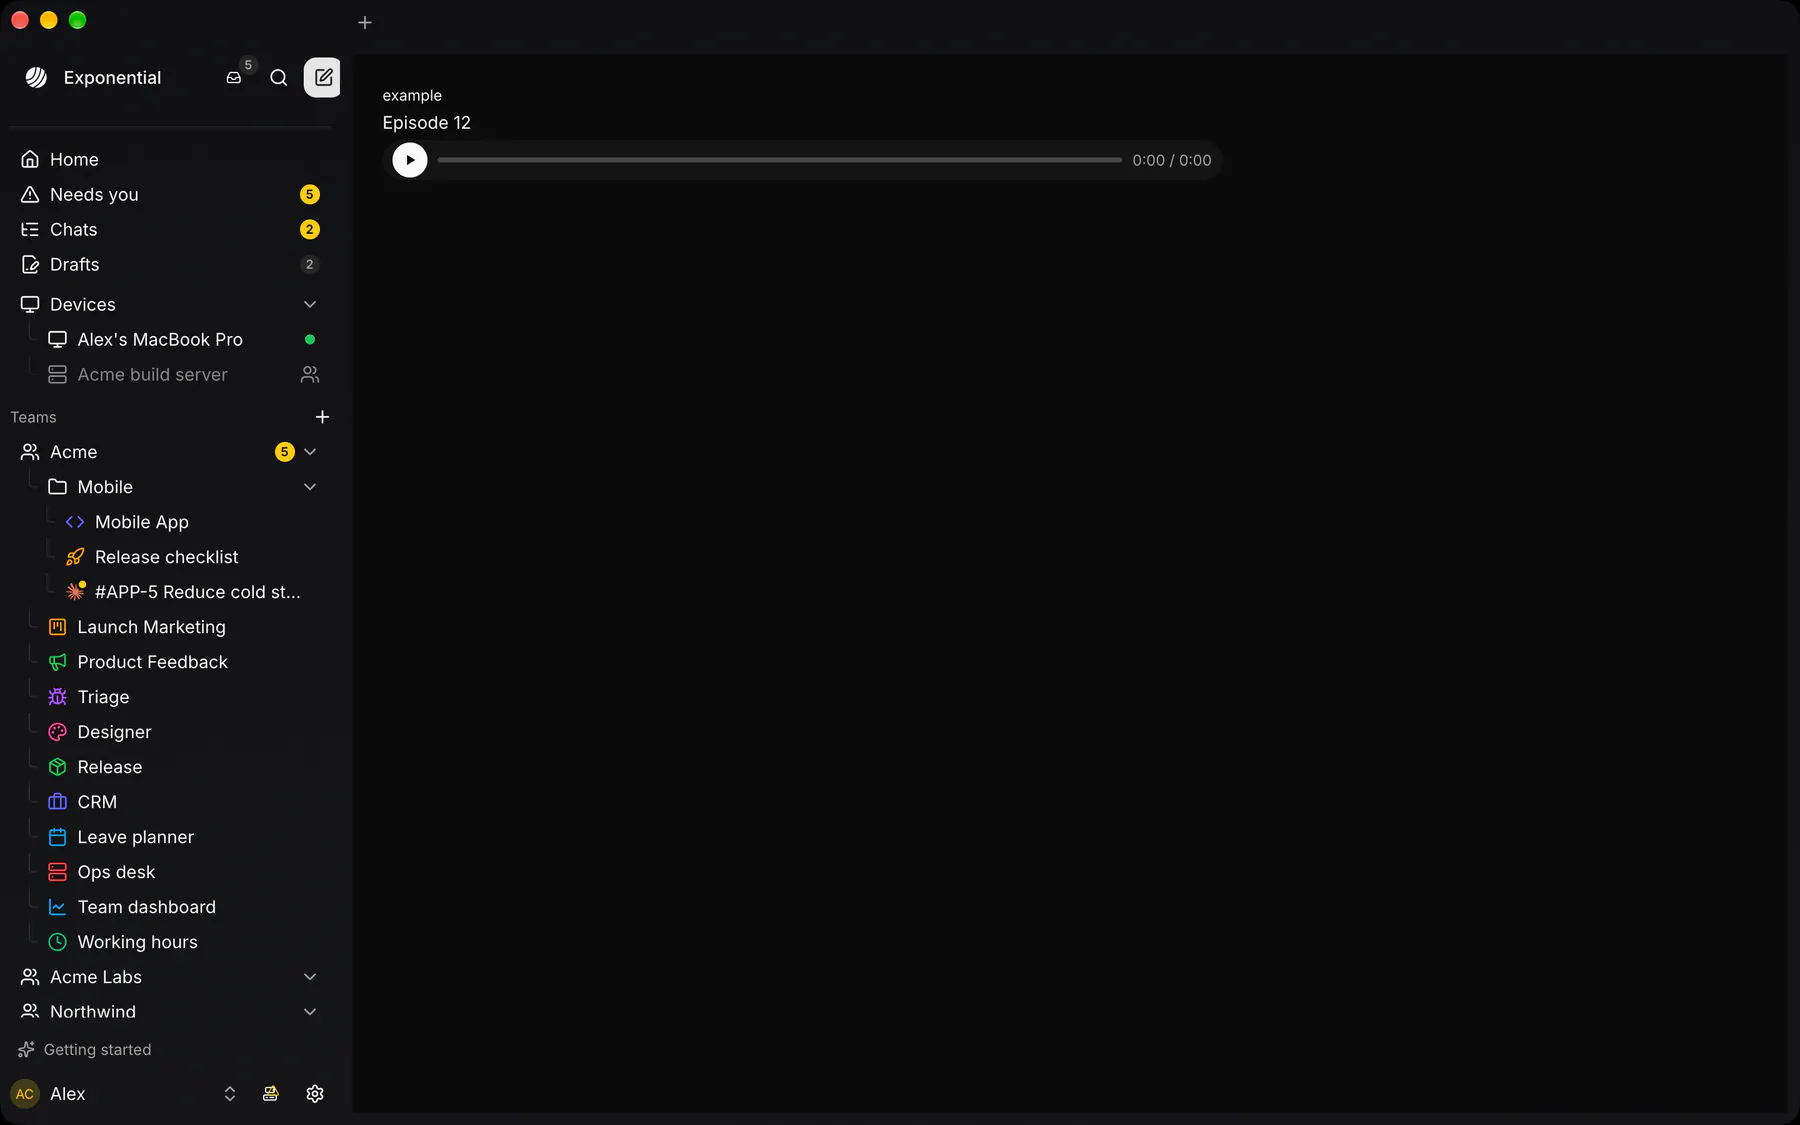 Exponential
5
Home
Needs you
5
Chats
2
Drafts
2
Devices
Alex's MacBook Pro
Acme build server
Teams
Acme
5
Mobile
Mobile App
Release checklist
#APP-5 Reduce cold st...
Launch Marketing
Product Feedback
Triage
Designer
Release
CRM
Leave planner
Ops desk
Team dashboard
Working hours
Acme Labs
Northwind
Getting started
AC
Alex
example
Episode 12
0:00 / 0:00